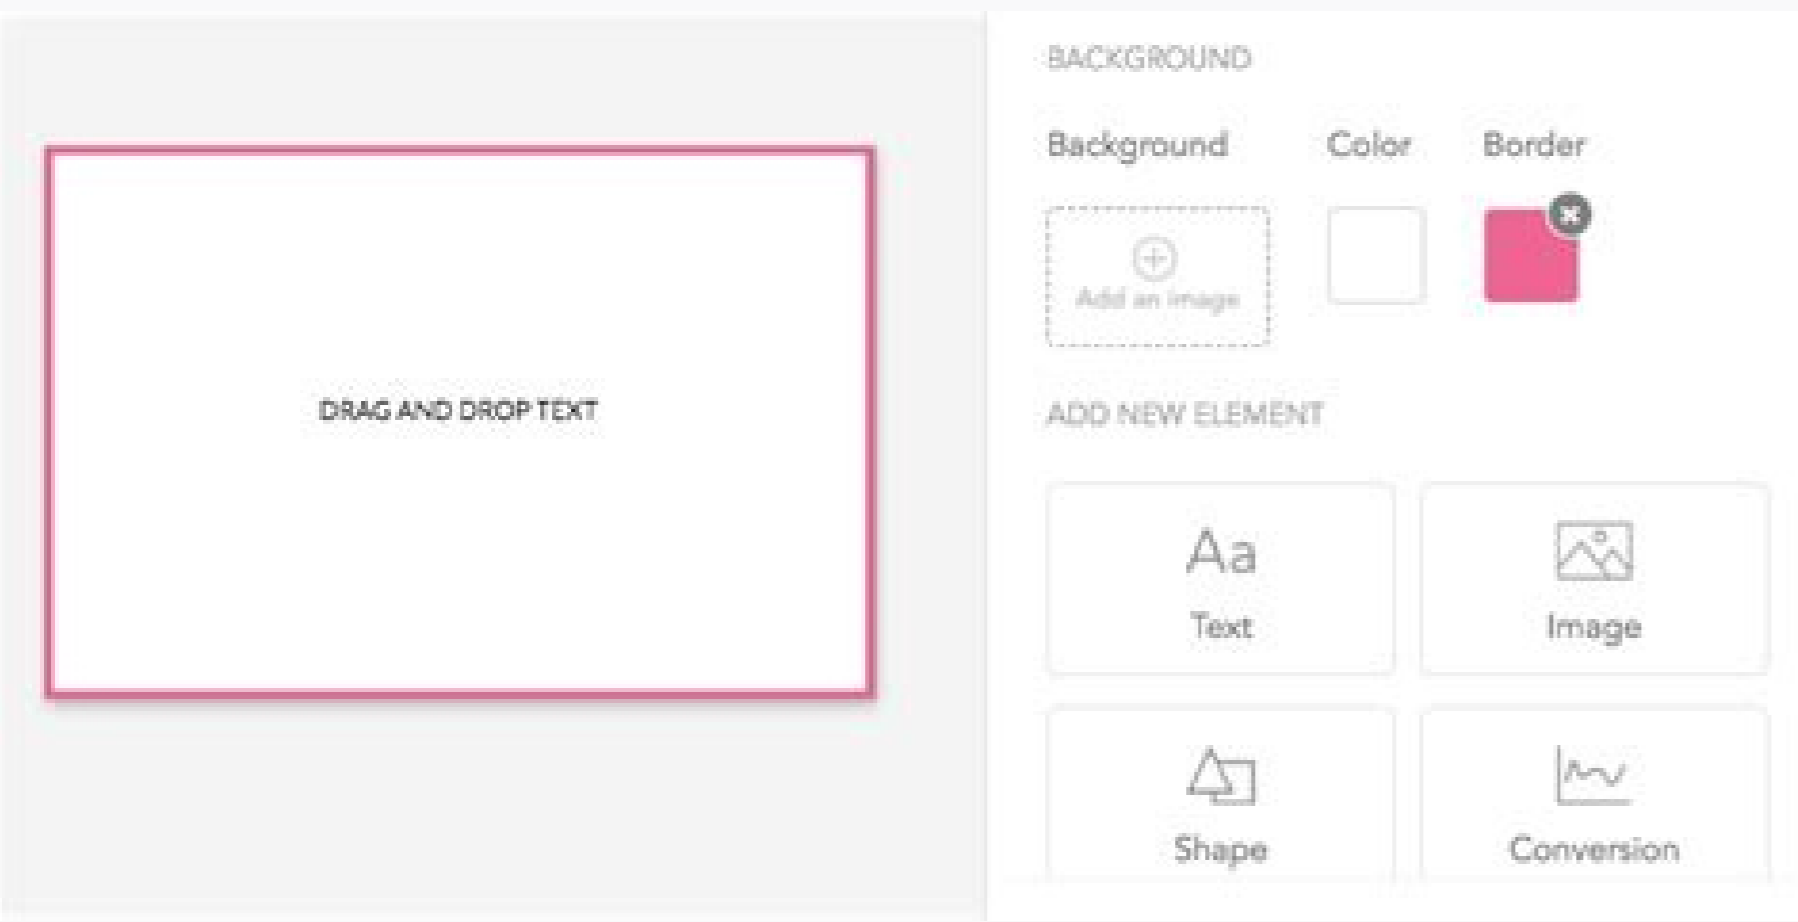 DRAG AND DROP TEXT
BACKGROUND
Background Color Border
Add an image
ADD NEW ELEMENT
Aa
Text
Image
Shape
Conversion